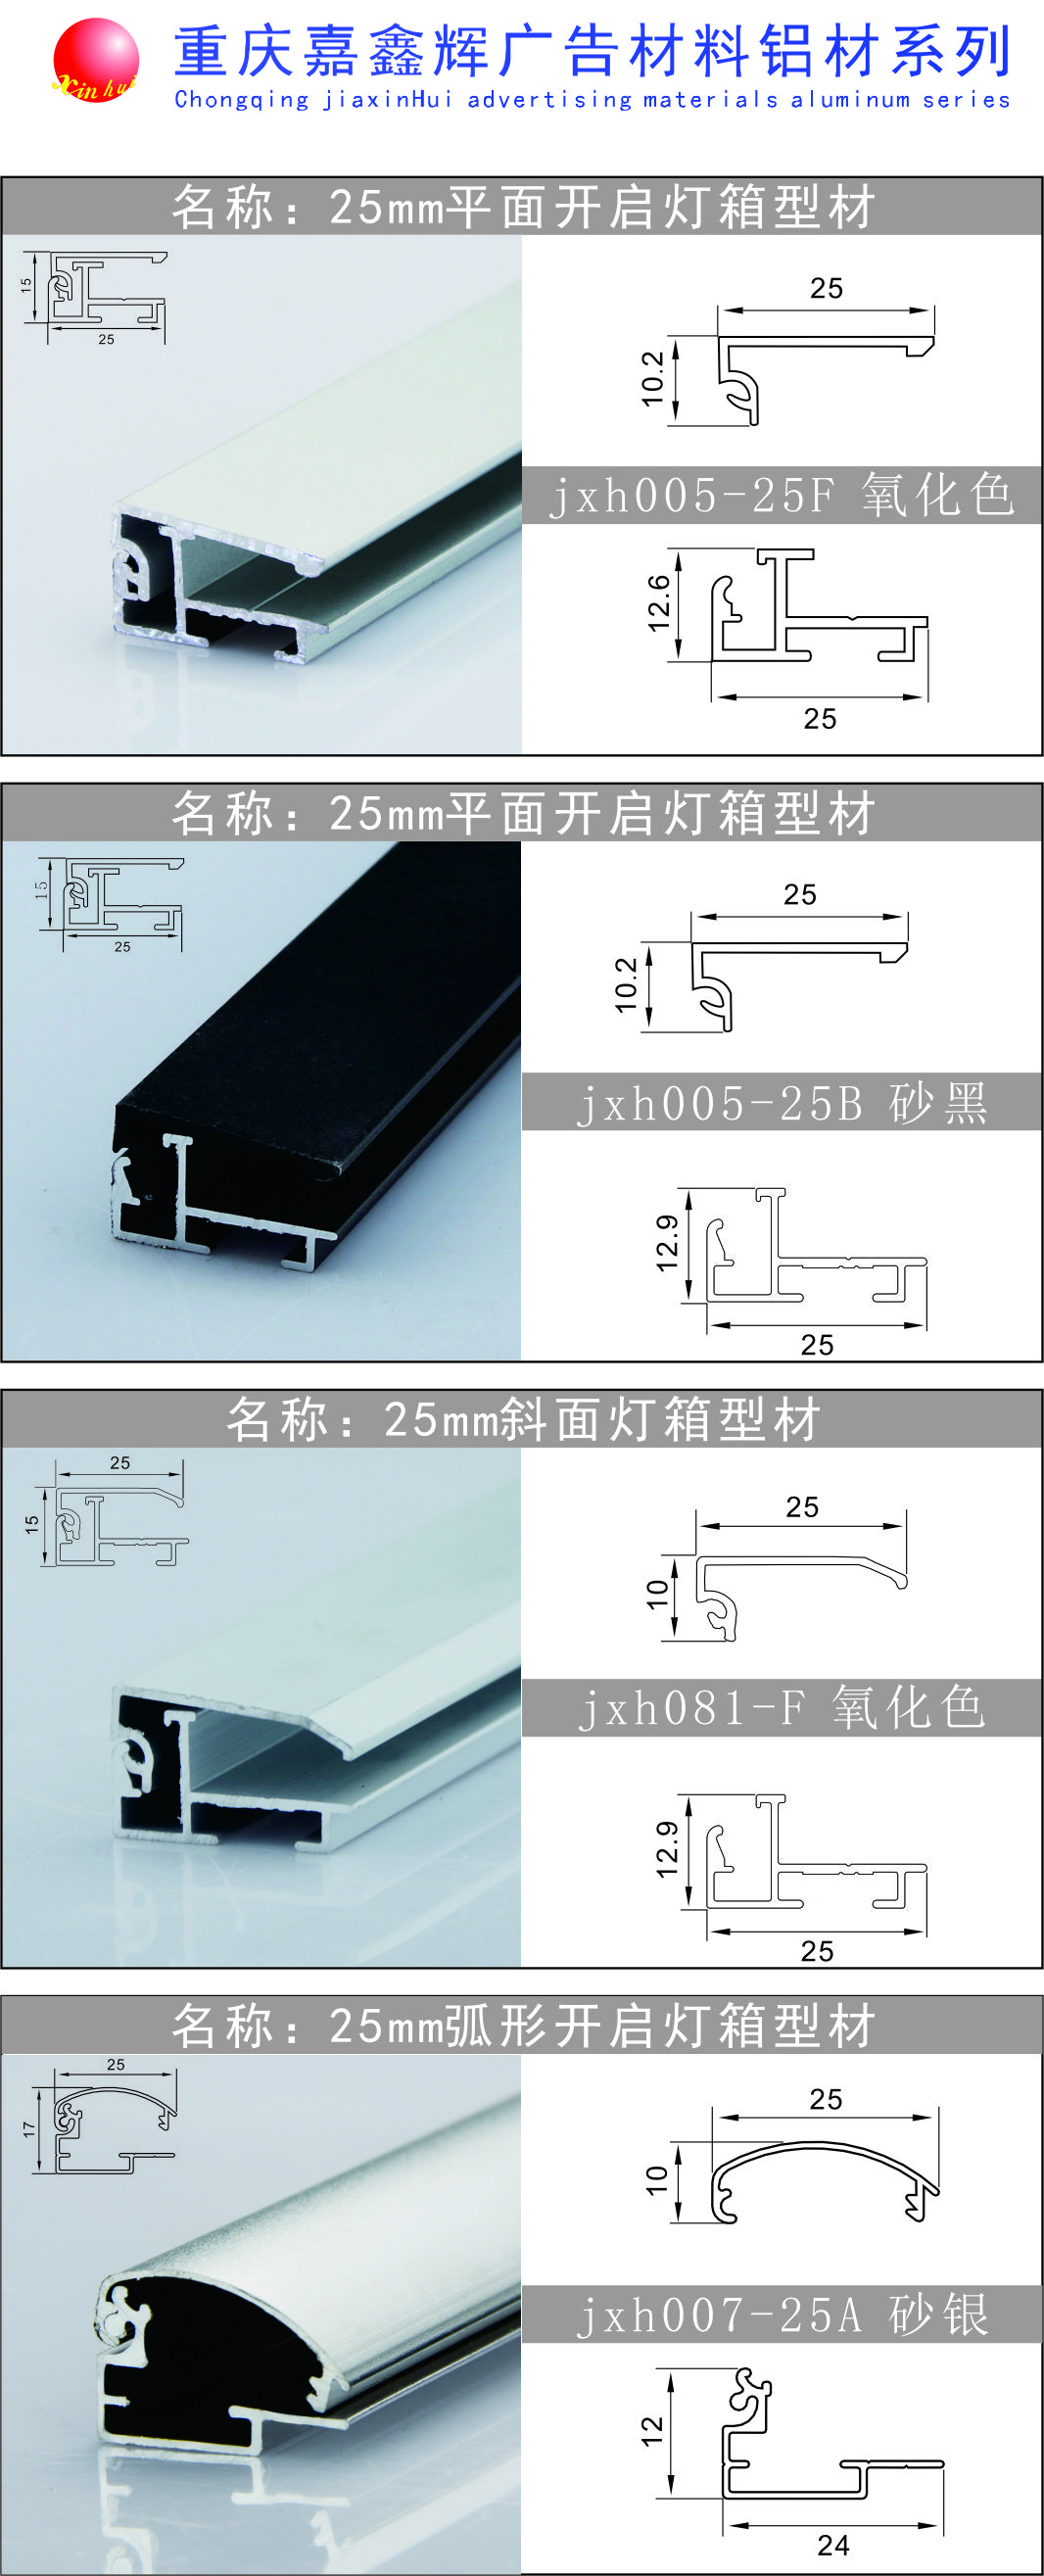 重庆嘉鑫辉广告材料铝材系列
Chongqing jiaxinHui advertising materials aluminum series
xin hui
名称：25mm平面开启灯箱型材
15
25
25
10.2
jxh005-25F 氧化色
12.6
25
名称：25mm平面开启灯箱型材
15
25
25
10.2
jxh005-25B 砂黑
12.9
25
名称：25mm斜面灯箱型材
25
15
25
10
jxh081-F 氧化色
12.9
25
名称：25mm弧形开启灯箱型材
25
17
25
10
jxh007-25A 砂银
12
24